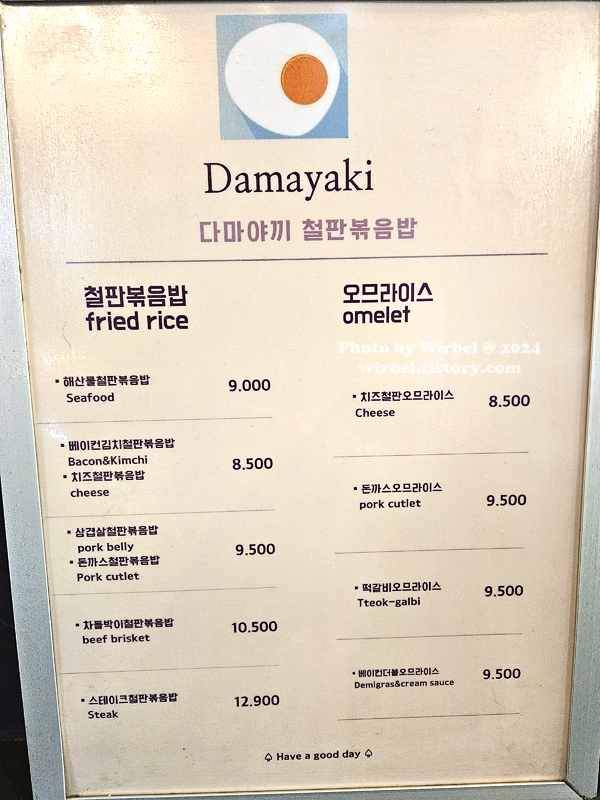 Damayaki
다마야끼 철판볶음밥
철판볶음밥
fried rice
▪ 해산물철판볶음밥 9.000
Seafood
▪ 베이컨김치철판볶음밥
Bacon&Kimchi 8.500
▪ 치즈철판볶음밥
cheese
▪ 삼겹살철판볶음밥
pork belly 9.500
▪ 돈까스철판볶음밥
Pork cutlet
▪ 차돌박이철판볶음밥 10.500
beef brisket
▪ 스테이크철판볶음밥 12.900
Steak
오므라이스
omelet
Photo by Wirbel @ 2024
wirbel.tistory.com
▪ 치즈철판오므라이스 8.500
Cheese
▪ 돈까스오므라이스 9.500
pork cutlet
▪ 떡갈비오므라이스 9.500
Tteok-galbi
▪ 베이컨더블오므라이스 9.500
Demigras&cream sauce
♤ Have a good day ♤